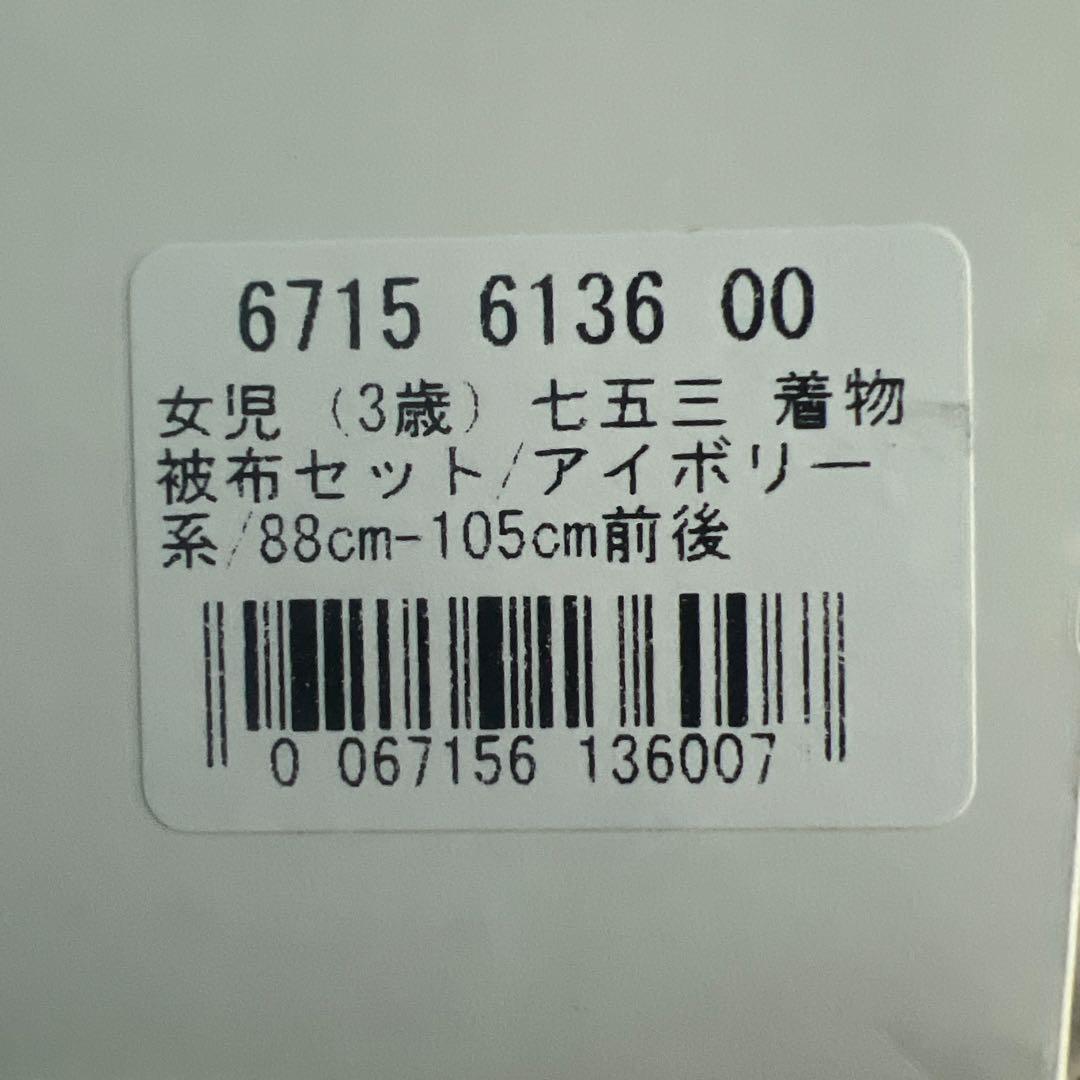 6715 6136 00
女児（3歳）七五三 着物
被布セット/アイボリー
系/88cm-105cm前後
0 067156 136007